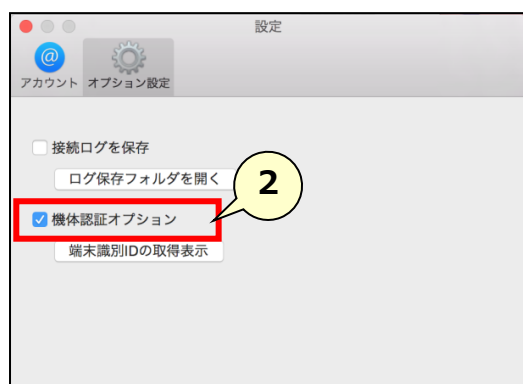 設定
アカウント オプション設定
接続ログを保存
ログ保存フォルダを開く
2
機体認証オプション
端末識別IDの取得表示